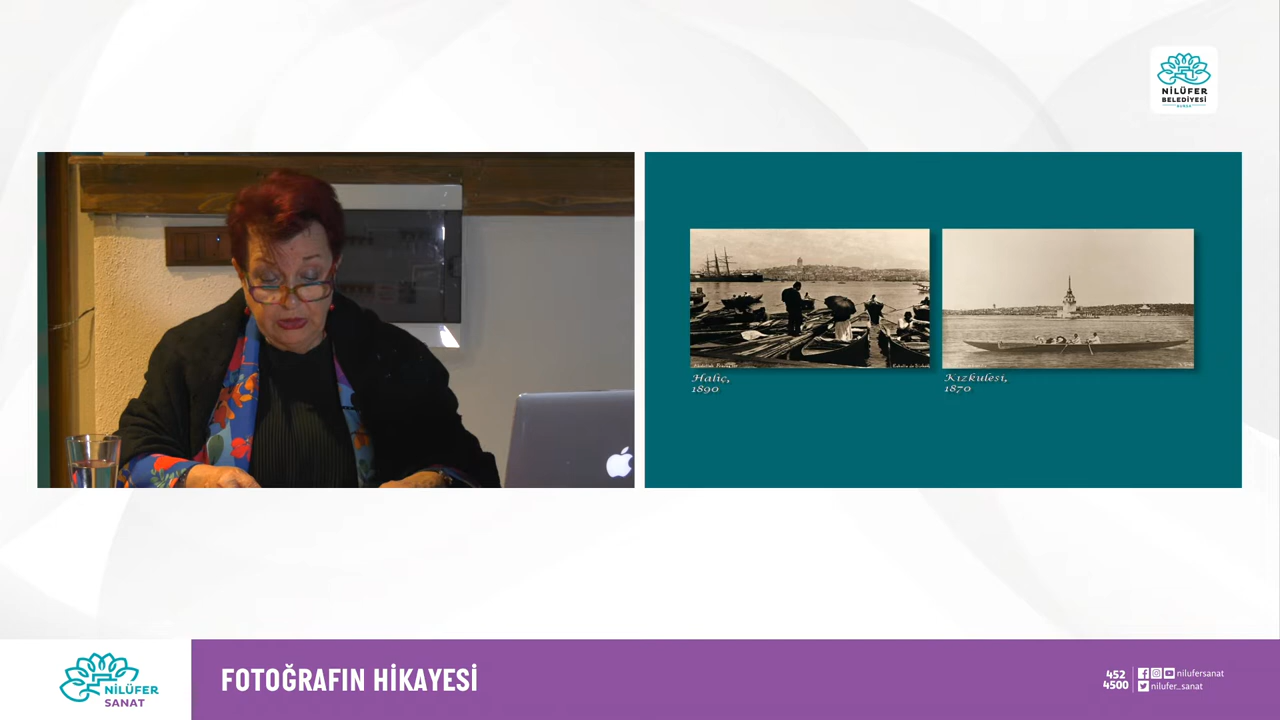 NİLÜFER
BELEDİYESİ
BURSA
Haliç,
1890
Kızkulesi,
1870
NİLÜFER
SANAT
FOTOĞRAFIN HİKAYESİ
452
4500
nilufersanat
nilufer_sanat